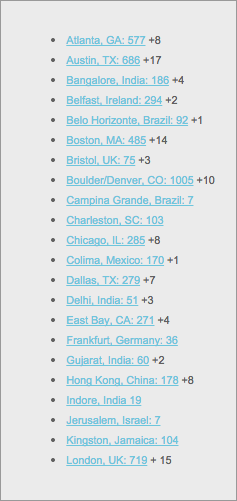 Atlanta, GA: 577 +8
Austin, TX: 686 +17
Bangalore, India: 186 +4
Belfast, Ireland: 294 +2
Belo Horizonte, Brazil: 92 +1
Boston, MA: 485 +14
Bristol, UK: 75 +3
Boulder/Denver, CO: 1005 +10
Campina Grande, Brazil: 7
Charleston, SC: 103
Chicago, IL: 285 +8
Colima, Mexico: 170 +1
Dallas, TX: 279 +7
Delhi, India: 51 +3
East Bay, CA: 271 +4
Frankfurt, Germany: 36
Gujarat, India: 60 +2
Hong Kong, China: 178 +8
Indore, India 19
Jerusalem, Israel: 7
Kingston, Jamaica: 104
London, UK: 719 + 15